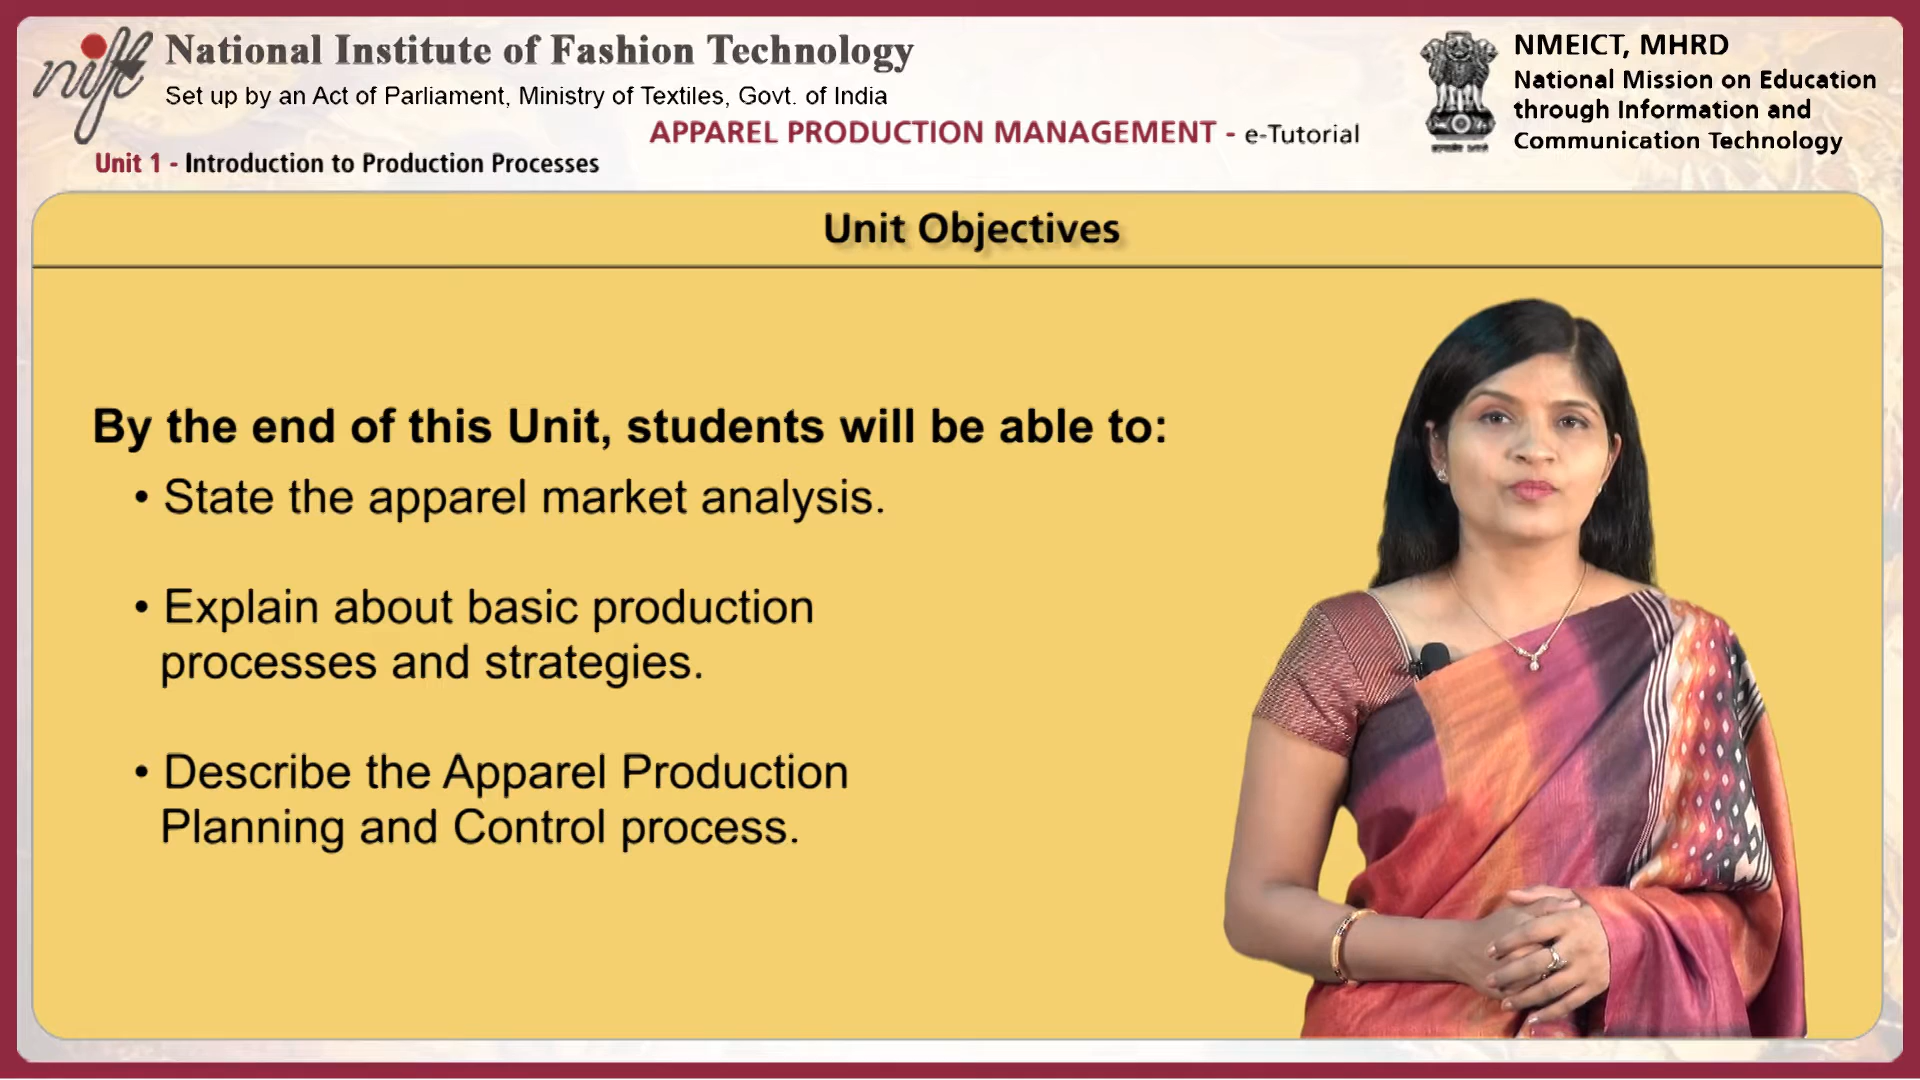 nift
National Institute of Fashion Technology
Set up by an Act of Parliament, Ministry of Textiles, Govt. of India
APPAREL PRODUCTION MANAGEMENT - e-Tutorial
Unit 1 - Introduction to Production Processes
NMEICT, MHRD
National Mission on Education
through Information and
Communication Technology
Unit Objectives
By the end of this Unit, students will be able to:
• State the apparel market analysis.
• Explain about basic production
processes and strategies.
• Describe the Apparel Production
Planning and Control process.